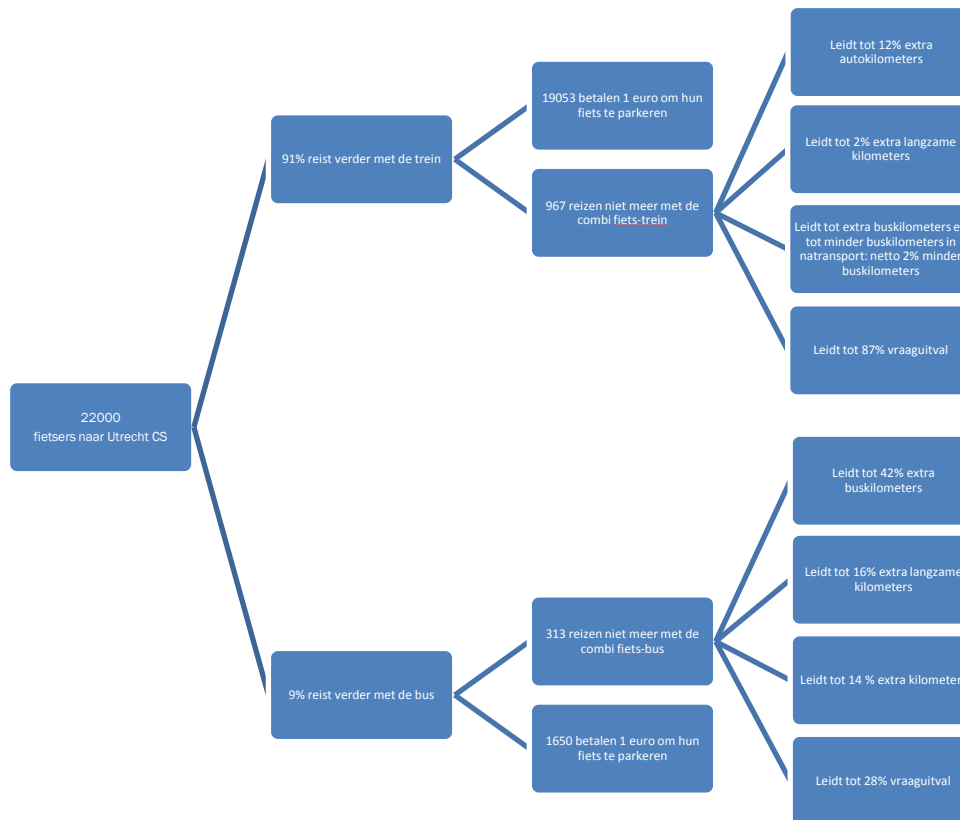 22000
fietsers naar Utrecht CS
91% reist verder met de trein
19053 betalen 1 euro om hun
fiets te parkeren
967 reizen niet meer met de
combi fiets-trein
Leidt tot 12% extra
autokilometers
Leidt tot 2% extra langzame
kilometers
Leidt tot extra buskilometers
tot minder buskilometers in
natransport: netto 2% minder
buskilometers
Leidt tot 87% vraaguitval
9% reist verder met de bus
313 reizen niet meer met de
combi fiets-bus
1650 betalen 1 euro om hun
fiets te parkeren
Leidt tot 42% extra
buskilometers
Leidt tot 16% extra langzame
kilometers
Leidt tot 14 % extra kilometer
Leidt tot 28% vraaguitval